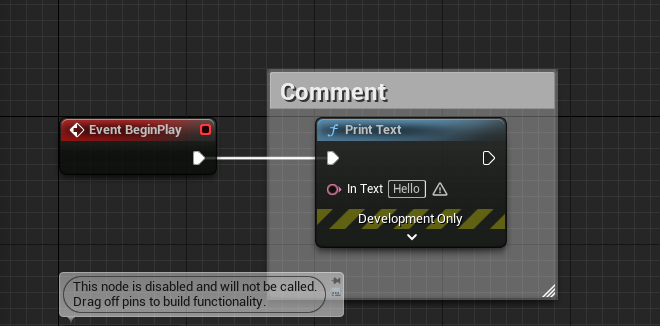 Comment
Event BeginPlay
Print Text
In Text Hello
Development Only
This node is disabled and will not be called.
Drag off pins to build functionality.